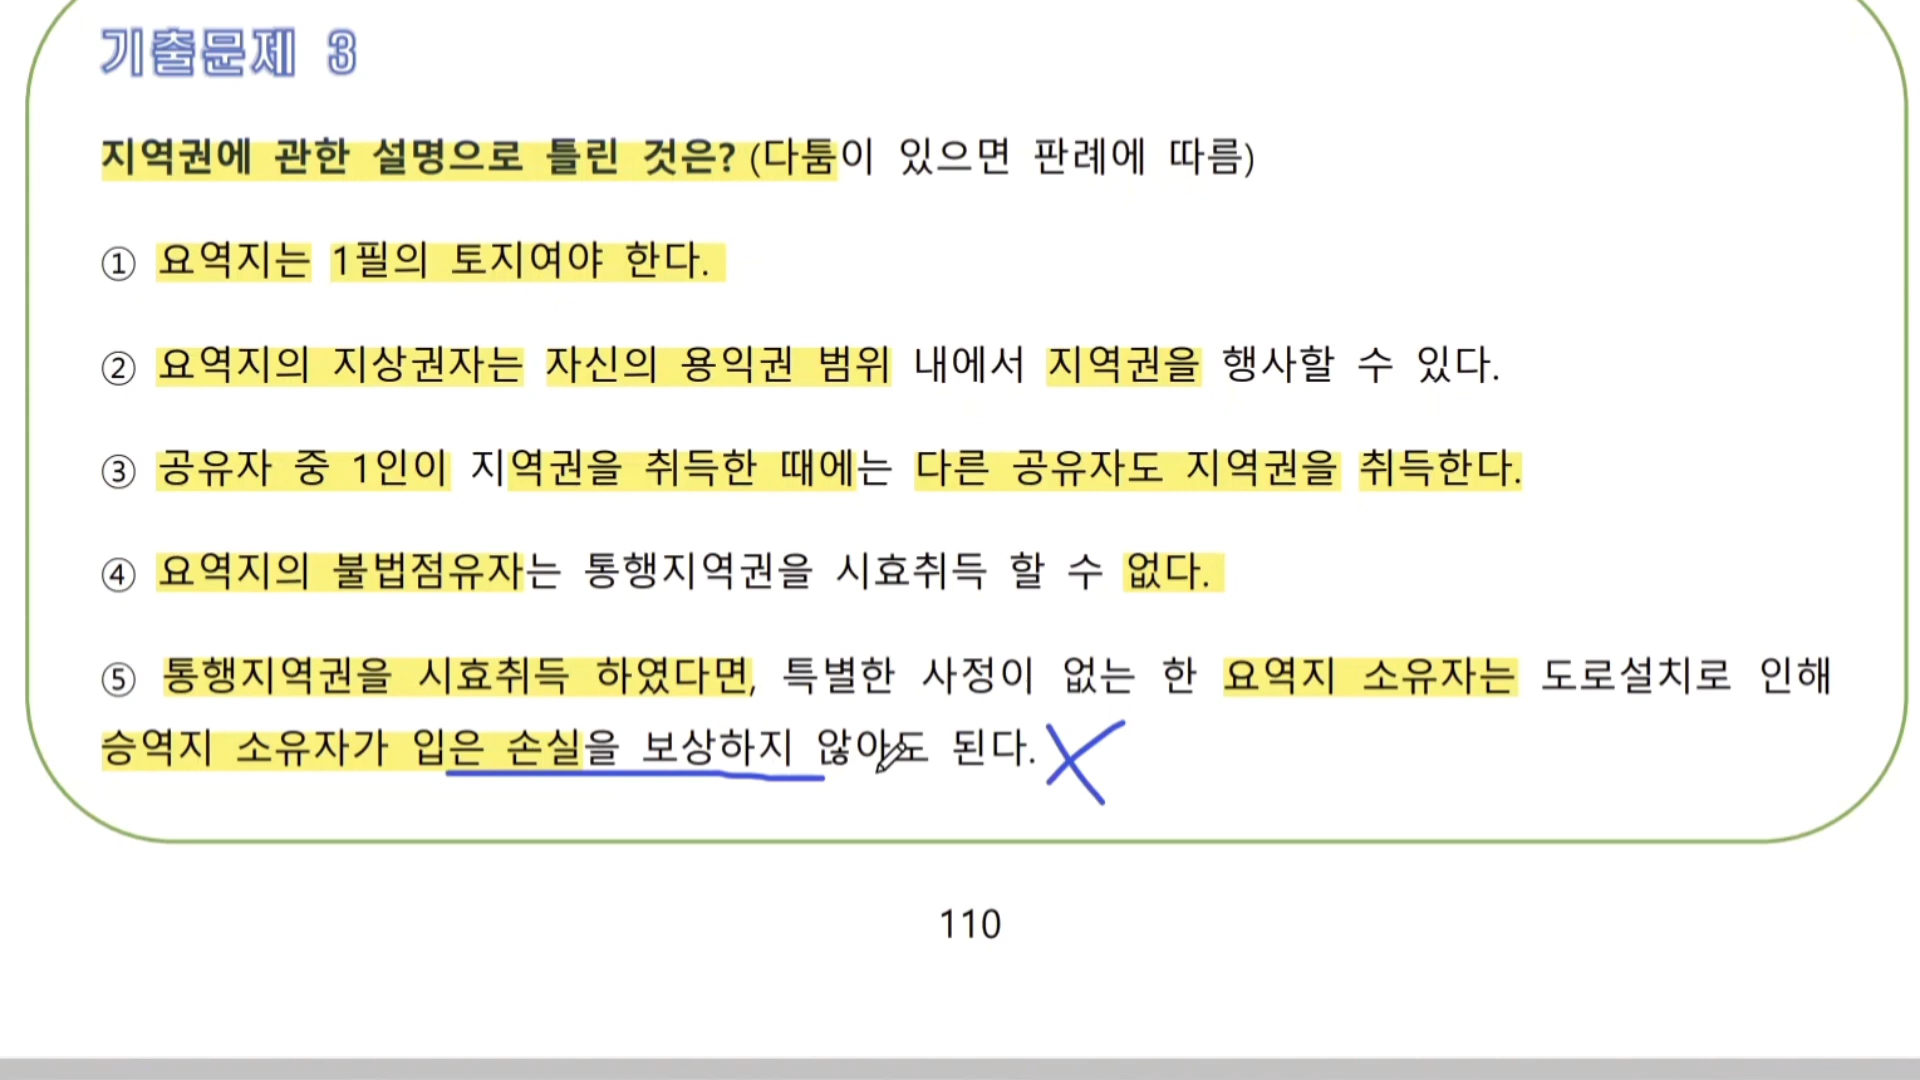 기출문제 3
지역권에 관한 설명으로 틀린 것은? (다툼이 있으면 판례에 따름)
① 요역지는 1필의 토지여야 한다.
② 요역지의 지상권자는 자신의 용익권 범위 내에서 지역권을 행사할 수 있다.
③ 공유자 중 1인이 지역권을 취득한 때에는 다른 공유자도 지역권을 취득한다.
④ 요역지의 불법점유자는 통행지역권을 시효취득 할 수 없다.
⑤ 통행지역권을 시효취득 하였다면, 특별한 사정이 없는 한 요역지 소유자는 도로설치로 인해
승역지 소유자가 입은 손실을 보상하지 않아도 된다.
110